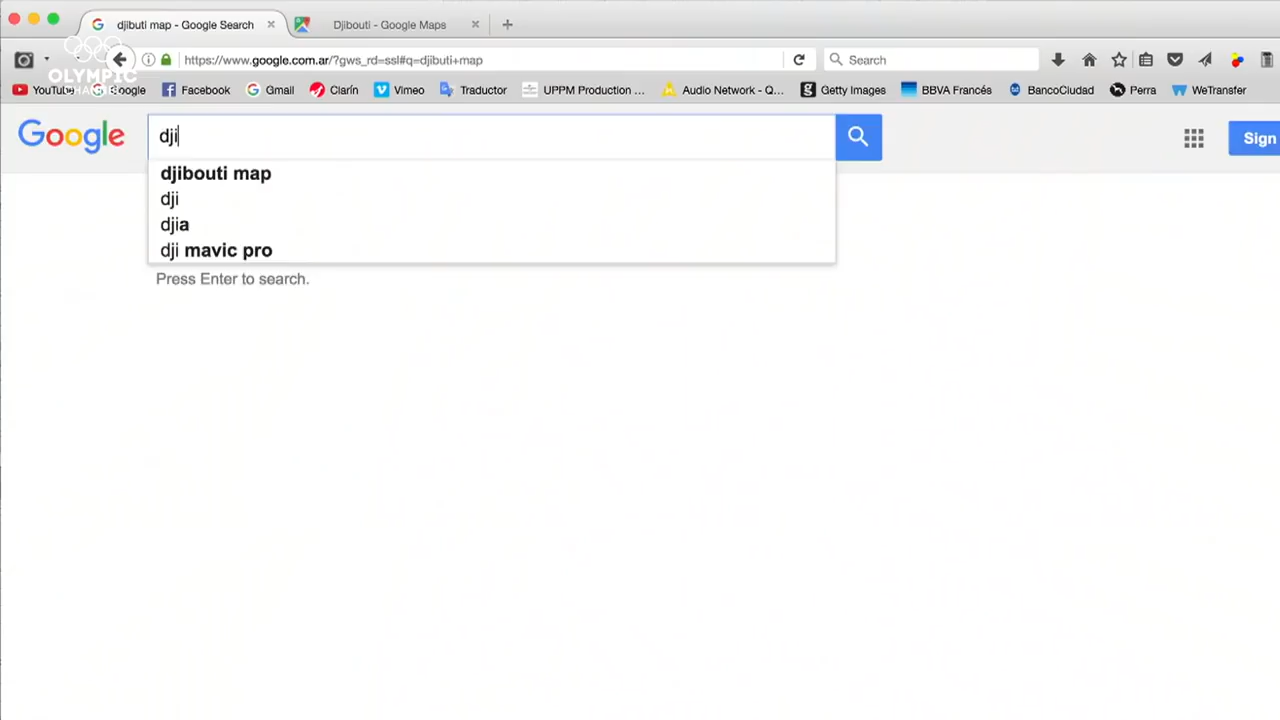 djibuti map - Google Search
Djibouti - Google Maps
https://www.google.com.ar/?gws_rd=ssl#q=djibuti+map
Search
OLYMPIC
YouTube Google Facebook Gmail Clarín Vimeo Traductor UPPM Production ... Audio Network - Q... Getty Images BBVA Francés BancoCiudad Perra WeTransfer
Google
dji
Sign
djibouti map
dji
djia
dji mavic pro
Press Enter to search.